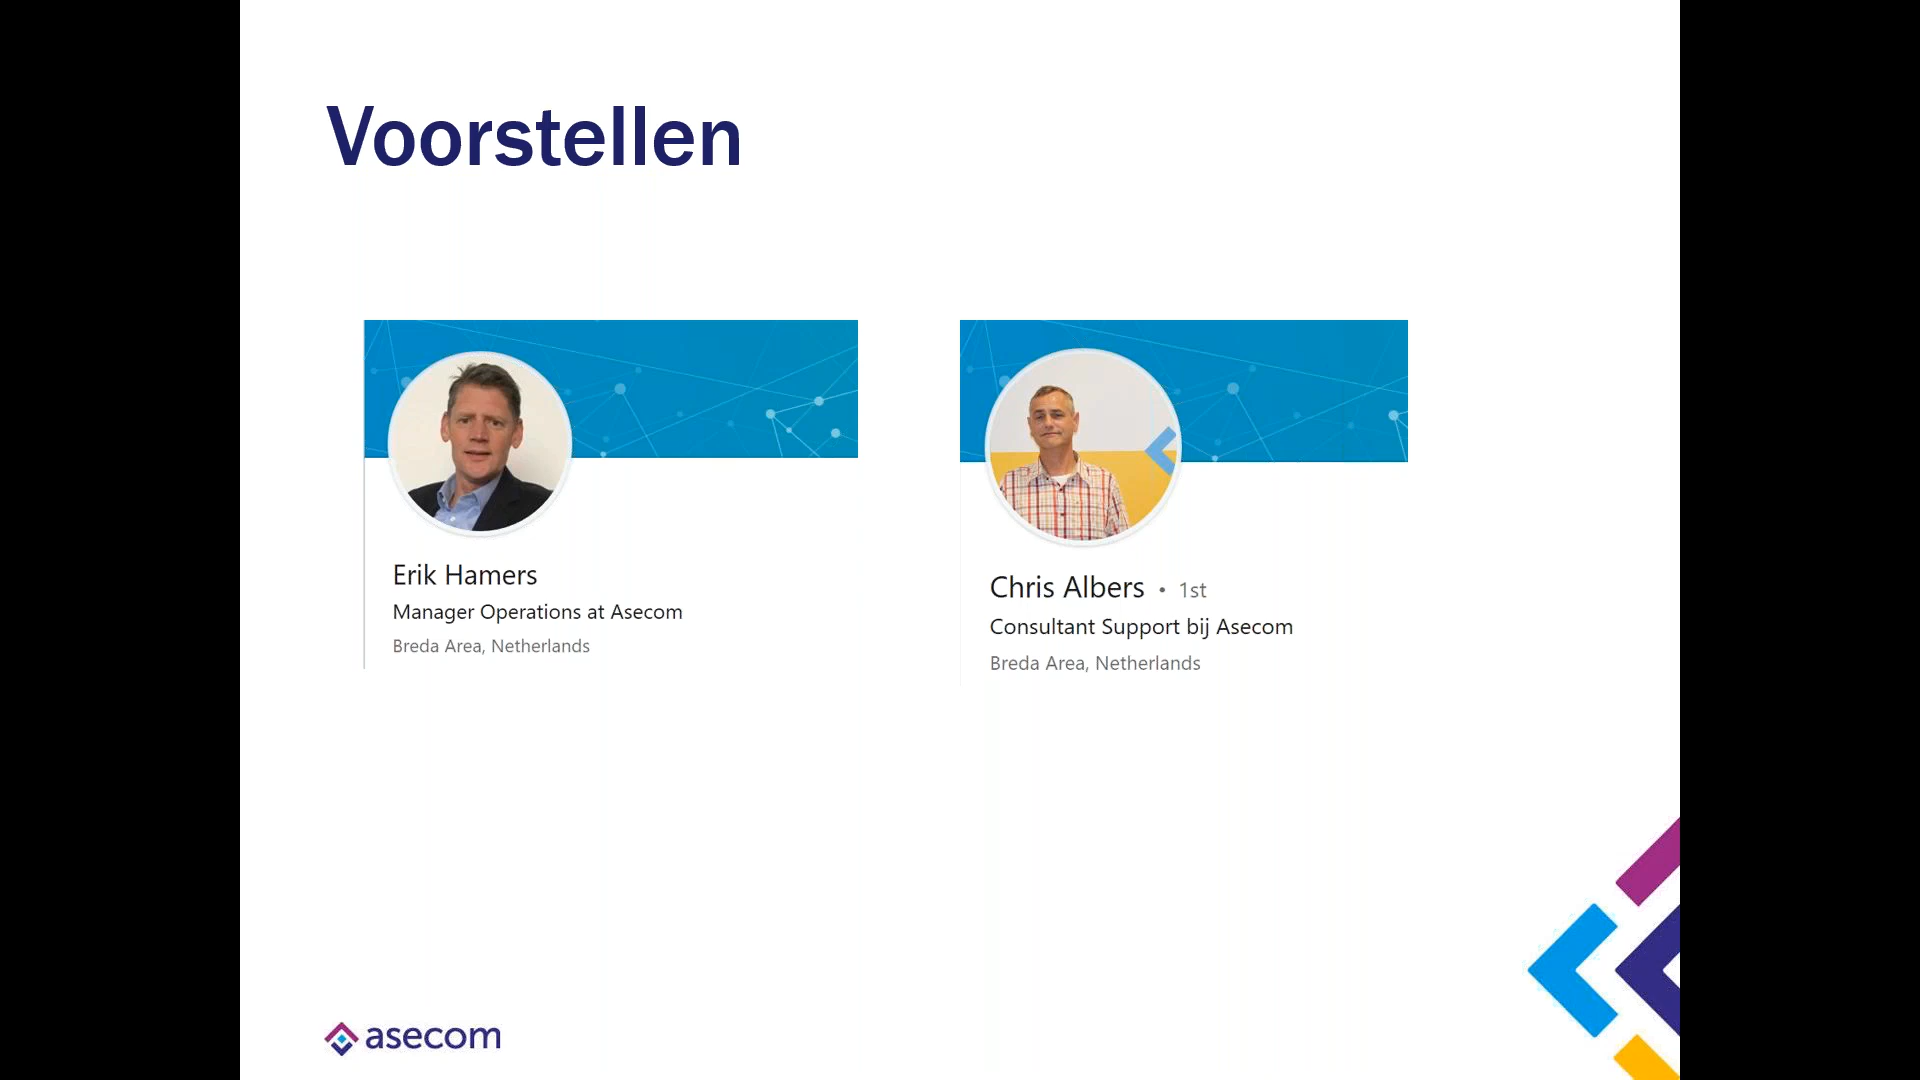 Voorstellen
Erik Hamers
Manager Operations at Asecom
Breda Area, Netherlands
Chris Albers • 1st
Consultant Support bij Asecom
Breda Area, Netherlands
asecom